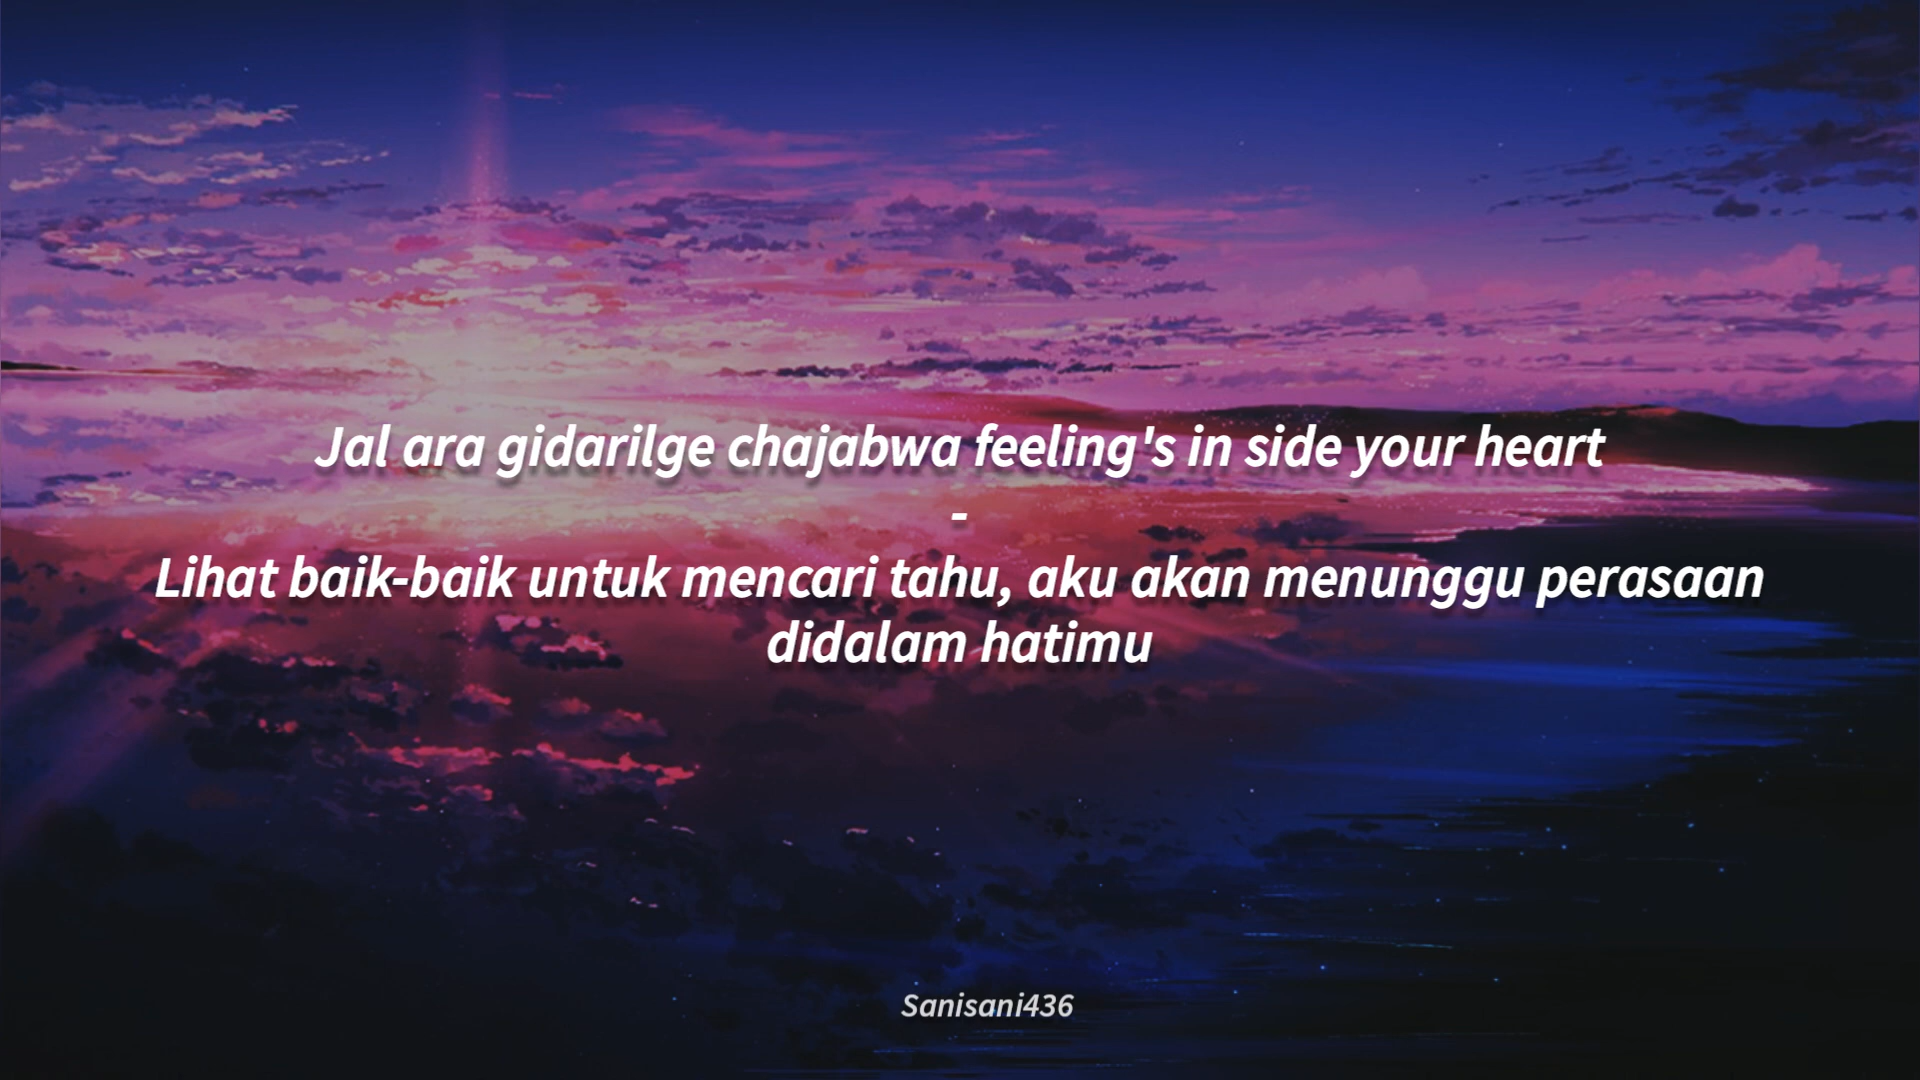 Jal ara gidarilge chajabwa feeling's in side your heart
-
Lihat baik-baik untuk mencari tahu, aku akan menunggu perasaan
didalam hatimu
Sanisani436